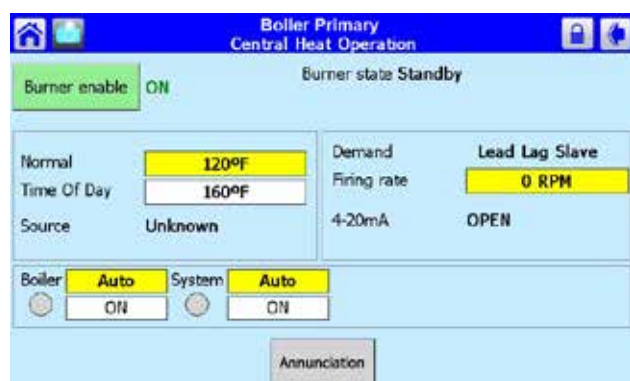 Boiler Primary
Central Heat Operation
Burner enable ON
Burner state Standby
Normal 120ºF
Time Of Day 160ºF
Source Unknown
Demand Lead Lag Slave
Firing rate 0 RPM
4-20mA OPEN
Boiler Auto System Auto
ON ON
Annunciation